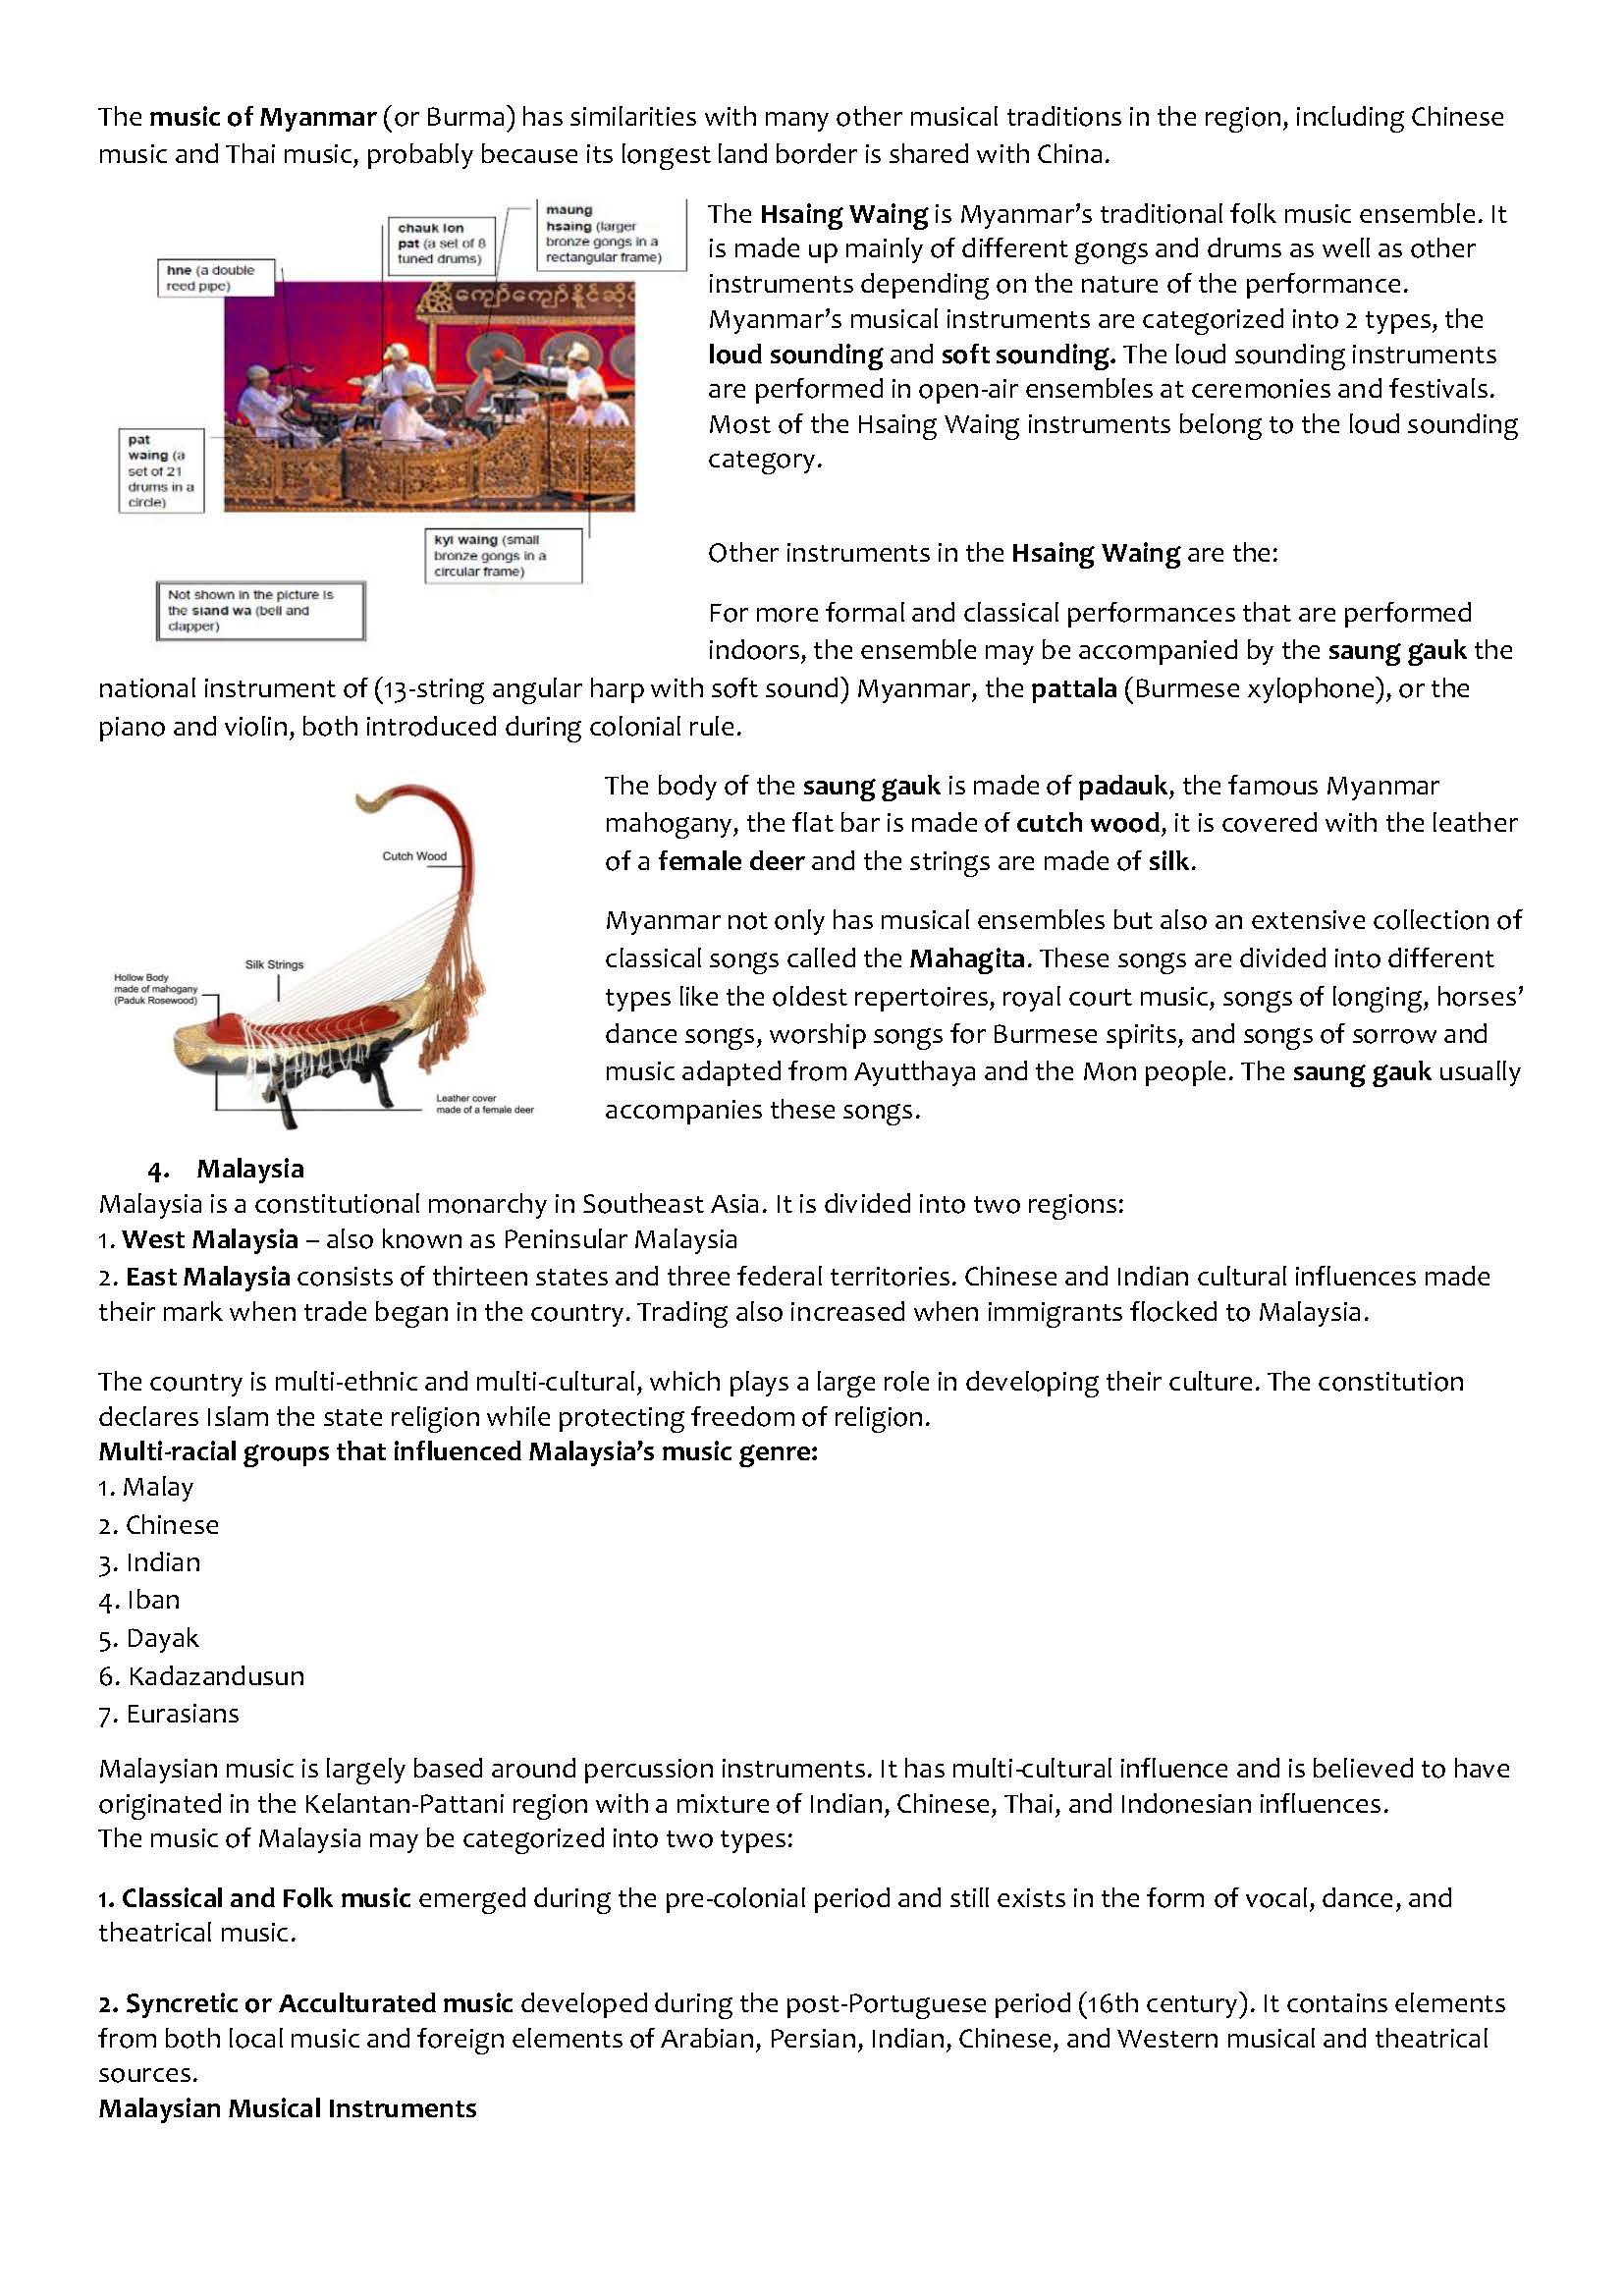 The music of Myanmar (or Burma) has similarities with many other musical traditions in the region, including Chinese
music and Thai music, probably because its longest land border is shared with China.
hne (a double
reed pipe)
chauk lon
pat (a set of 8
tuned drums)
maung
hsaing (larger
bronze gongs in a
rectangular frame)
pat
waing (a
set of 21
drums in a
circle)
kyi waing (small
bronze gongs in a
circular frame)
Not shown in the picture is
the siand wa (bell and
clapper)
The Hsaing Waing is Myanmar's traditional folk music ensemble. It
is made up mainly of different gongs and drums as well as other
instruments depending on the nature of the performance.
Myanmar's musical instruments are categorized into 2 types, the
loud sounding and soft sounding. The loud sounding instruments
are performed in open-air ensembles at ceremonies and festivals.
Most of the Hsaing Waing instruments belong to the loud sounding
category.
Other instruments in the Hsaing Waing are the:
For more formal and classical performances that are performed
indoors, the ensemble may be accompanied by the saung gauk the
national instrument of (13-string angular harp with soft sound) Myanmar, the pattala (Burmese xylophone), or the
piano and violin, both introduced during colonial rule.
Cutch Wood
Silk Strings
Hollow Body
made of mahogany
(Paduk Rosewood)
Leather cover
made of a female deer
The body of the saung gauk is made of padauk, the famous Myanmar
mahogany, the flat bar is made of cutch wood, it is covered with the leather
of a female deer and the strings are made of silk.
Myanmar not only has musical ensembles but also an extensive collection of
classical songs called the Mahagita. These songs are divided into different
types like the oldest repertoires, royal court music, songs of longing, horses'
dance songs, worship songs for Burmese spirits, and songs of sorrow and
music adapted from Ayutthaya and the Mon people. The saung gauk usually
accompanies these songs.
4. Malaysia
Malaysia is a constitutional monarchy in Southeast Asia. It is divided into two regions:
1. West Malaysia – also known as Peninsular Malaysia
2. East Malaysia consists of thirteen states and three federal territories. Chinese and Indian cultural influences made
their mark when trade began in the country. Trading also increased when immigrants flocked to Malaysia.
The country is multi-ethnic and multi-cultural, which plays a large role in developing their culture. The constitution
declares Islam the state religion while protecting freedom of religion.
Multi-racial groups that influenced Malaysia's music genre:
1. Malay
2. Chinese
3. Indian
4. Iban
5. Dayak
6. Kadazandusun
7. Eurasians
Malaysian music is largely based around percussion instruments. It has multi-cultural influence and is believed to have
originated in the Kelantan-Pattani region with a mixture of Indian, Chinese, Thai, and Indonesian influences.
The music of Malaysia may be categorized into two types:
1. Classical and Folk music emerged during the pre-colonial period and still exists in the form of vocal, dance, and
theatrical music.
2. Syncretic or Acculturated music developed during the post-Portuguese period (16th century). It contains elements
from both local music and foreign elements of Arabian, Persian, Indian, Chinese, and Western musical and theatrical
sources.
Malaysian Musical Instruments